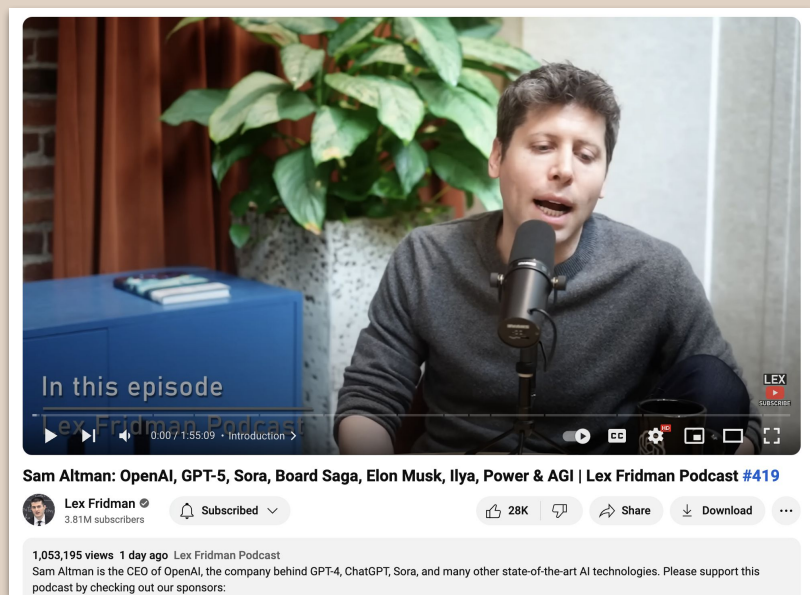 In this episode
Lex Fridman Podcast
LEX
SUBSCRIBE
0:00 / 1:55:09 • Introduction
CC
HD
Sam Altman: OpenAI, GPT-5, Sora, Board Saga, Elon Musk, Ilya, Power & AGI | Lex Fridman Podcast #419
Lex Fridman
3.81M subscribers
Subscribed
28K
Share
Download
1,053,195 views 1 day ago Lex Fridman Podcast
Sam Altman is the CEO of OpenAI, the company behind GPT-4, ChatGPT, Sora, and many other state-of-the-art AI technologies. Please support this
podcast by checking out our sponsors: